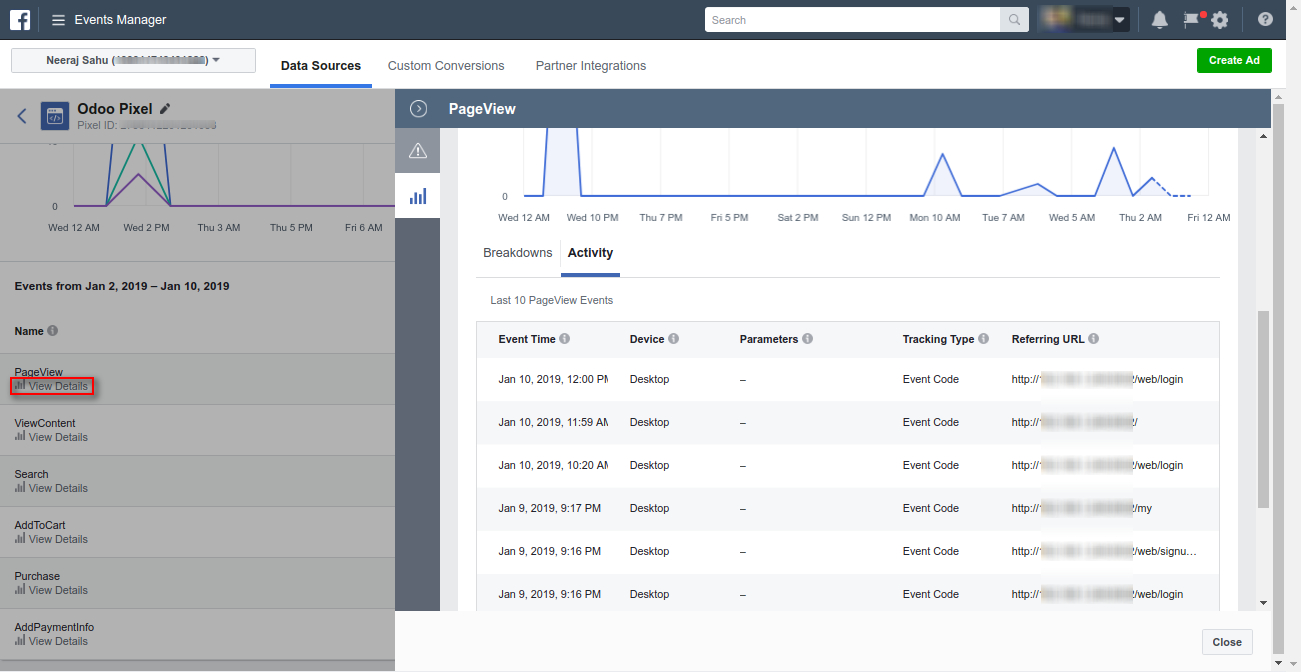 Events Manager
Search
Neeraj Sahu (
Data Sources
Custom Conversions
Partner Integrations
Create Ad
Odoo Pixel
Pixel ID:
0
Wed 12 AM Wed 2 PM Thu 3 AM Thu 5 PM Fri 6 AM
Events from Jan 2, 2019 – Jan 10, 2019
Name
PageView
View Details
ViewContent
View Details
Search
View Details
AddToCart
View Details
Purchase
View Details
AddPaymentInfo
View Details
PageView
0
Wed 12 AM Wed 10 PM Thu 7 PM Fri 5 PM Sat 2 PM Sun 12 PM Mon 10 AM Tue 7 AM Wed 5 AM Thu 2 AM Fri 12 AM
Breakdowns Activity
Last 10 PageView Events
Event Time Device Parameters Tracking Type Referring URL
Jan 10, 2019, 12:00 PM Desktop – Event Code http:// /web/login
Jan 10, 2019, 11:59 AM Desktop – Event Code http:// /
Jan 10, 2019, 10:20 AM Desktop – Event Code http:// /web/login
Jan 9, 2019, 9:17 PM Desktop – Event Code http:// /my
Jan 9, 2019, 9:16 PM Desktop – Event Code http:// /web/signu…
Jan 9, 2019, 9:16 PM Desktop – Event Code http:// /web/login
Close